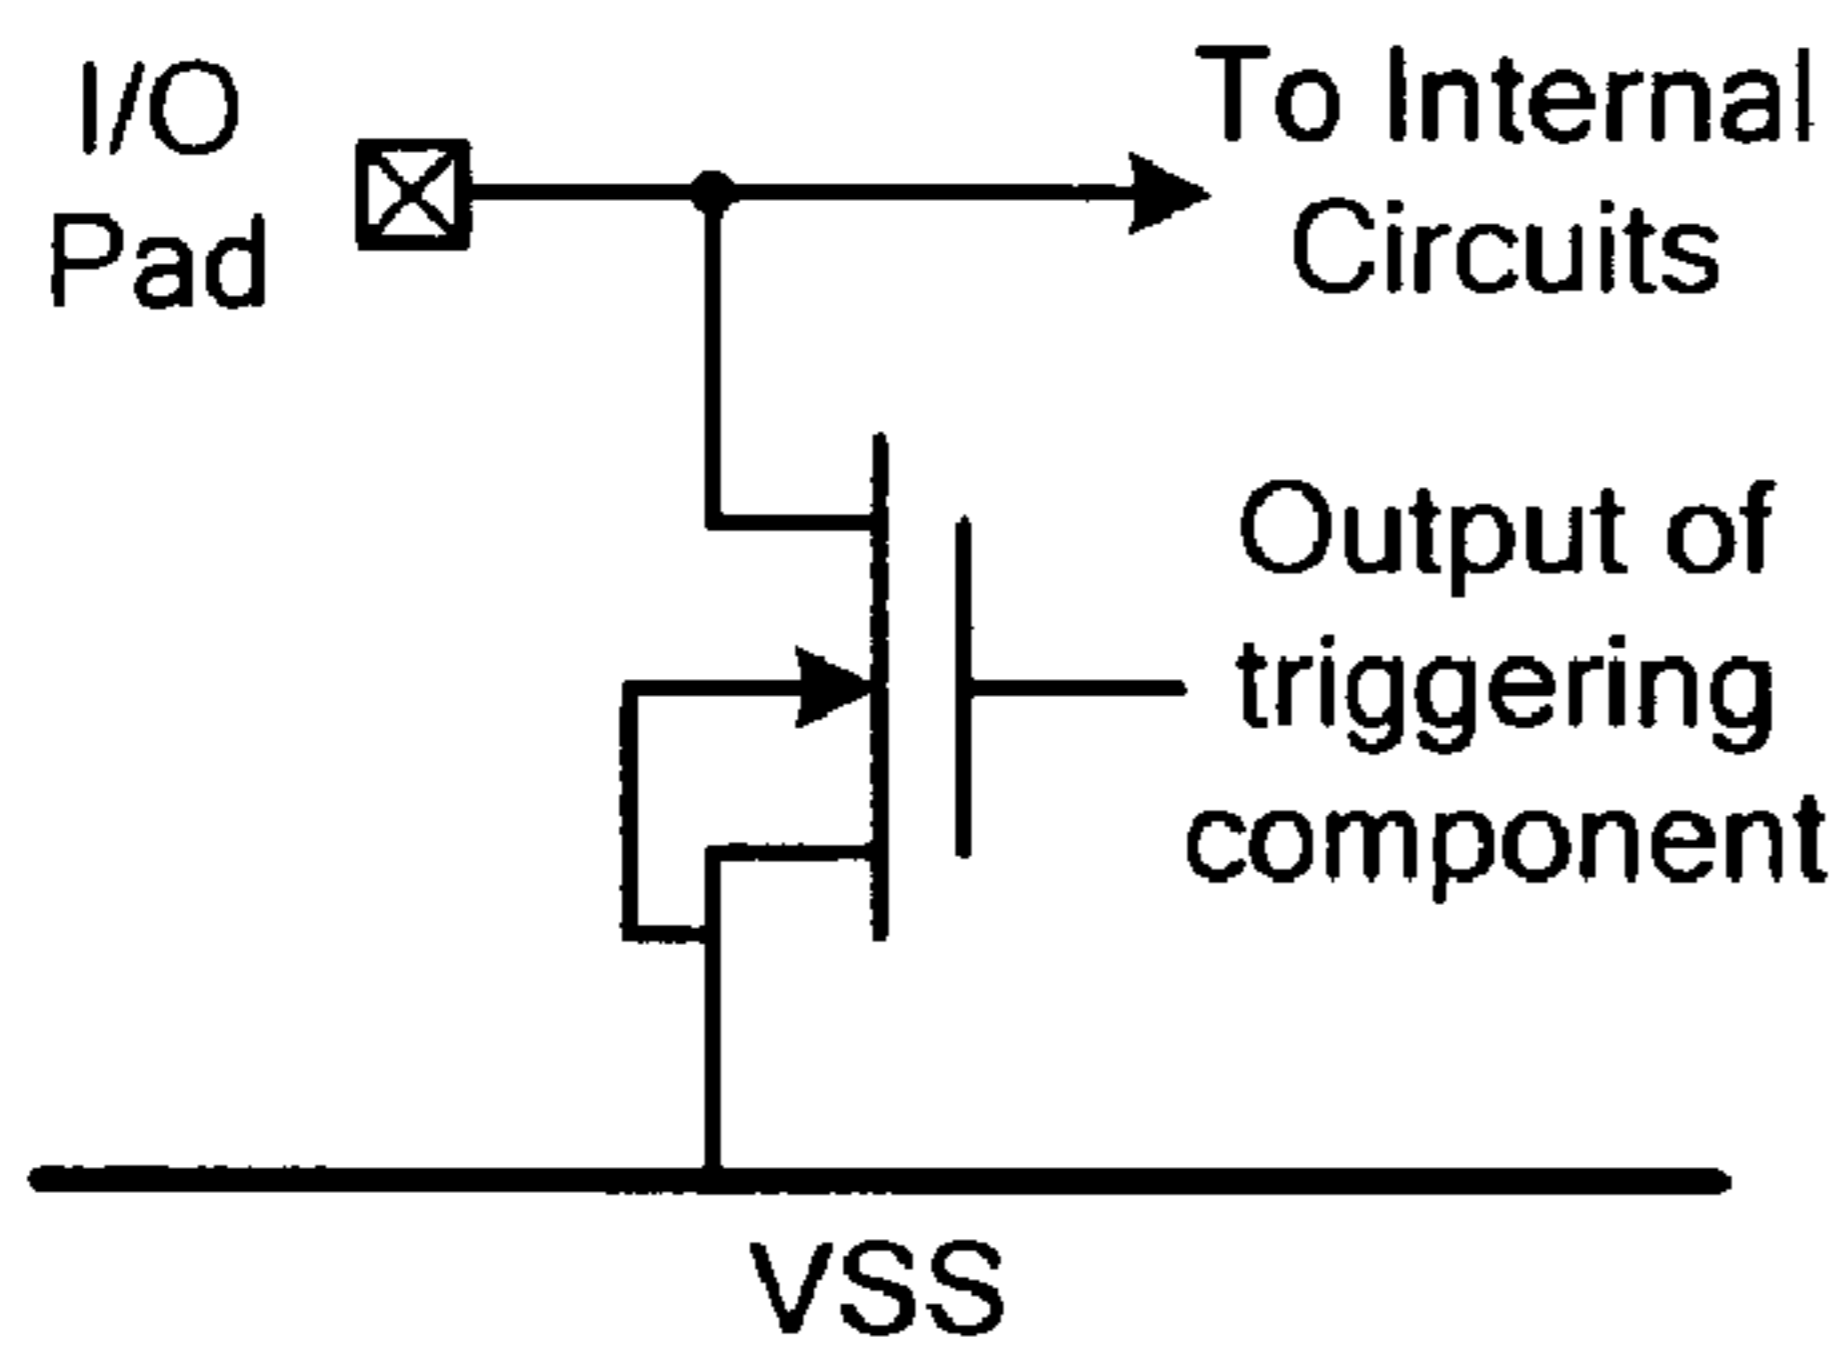 I/O
Pad
To Internal
Circuits
Output of
triggering
component
VSS